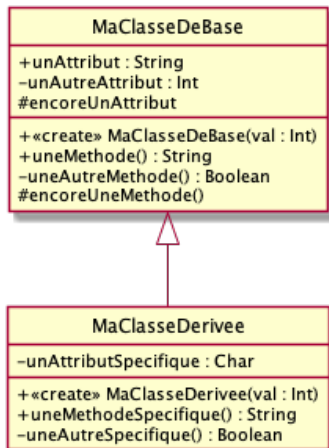 MaClasseDeBase
+unAttribut : String
−unAutreAttribut : Int
#encoreUnAttribut
+«create» MaClasseDeBase(val : Int)
+uneMethode() : String
−uneAutreMethode() : Boolean
#encoreUneMethode()
MaClasseDerivee
−unAttributSpecifique : Char
+«create» MaClasseDerivee(val : Int)
+uneMethodeSpecifique() : String
−uneAutreSpecifique() : Boolean